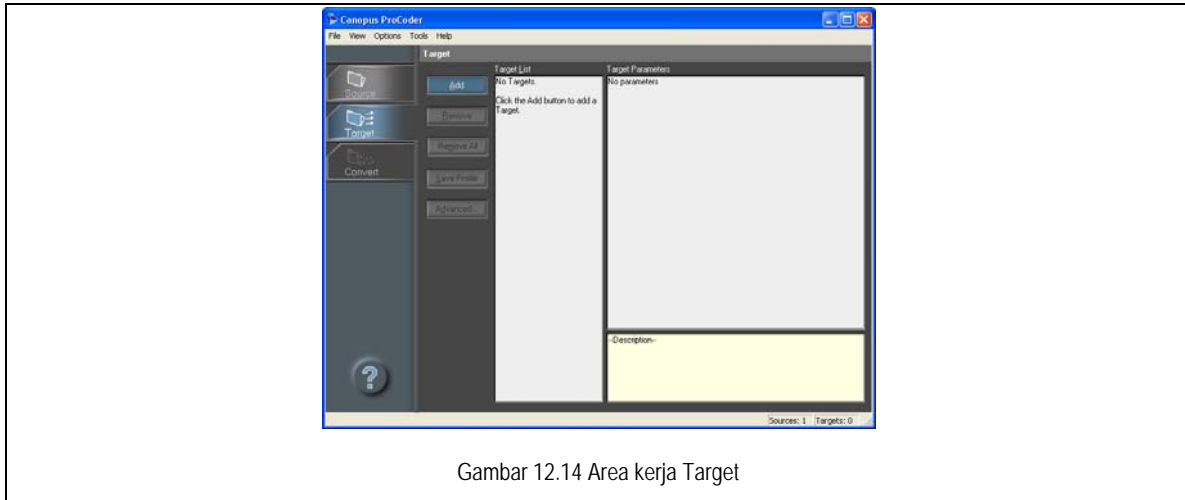 Canopus ProCoder
File View Options Tools Help
Target
Source
Target
Convert
Add
Remove
Remove All
Save Profile
Advanced...
Target List
No Targets.
Click the Add button to add a
Target.
Target Parameters
No parameters
--Description--
?
Sources: 1 Targets: 0
Gambar 12.14 Area kerja Target